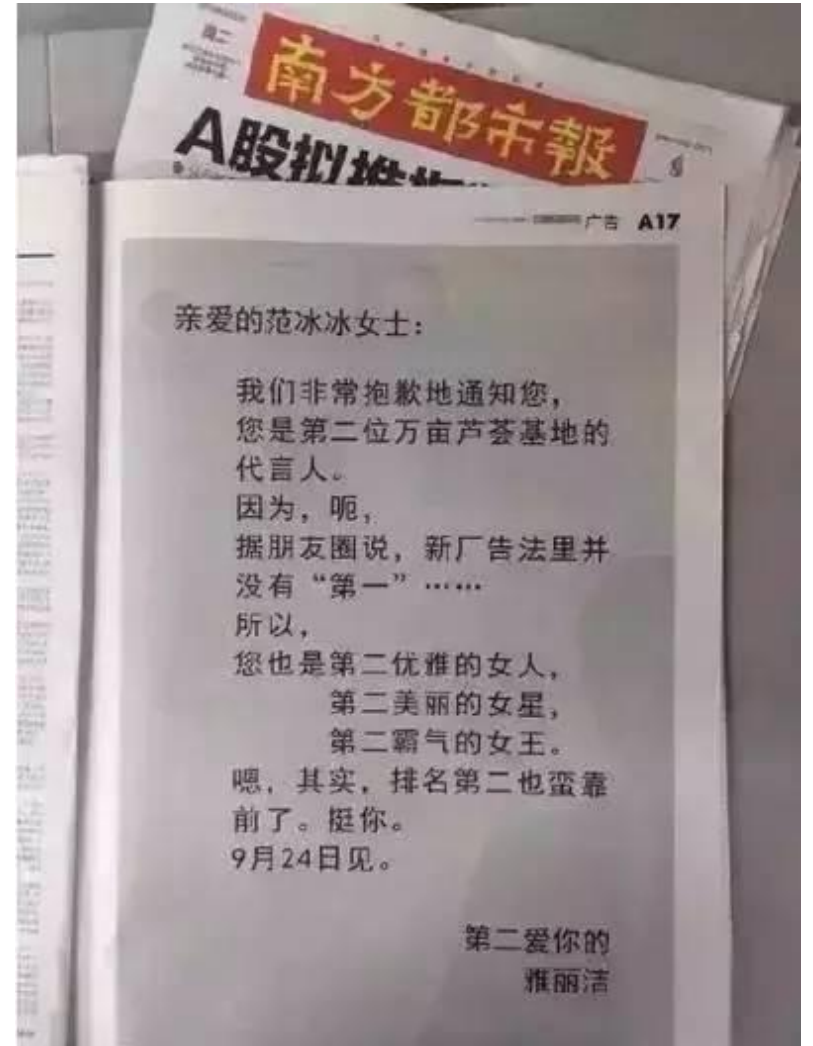 南方都市報
A股拟推
广告 A17
亲爱的范冰冰女士：
我们非常抱歉地通知您，
您是第二位万亩芦荟基地的
代言人。
因为，呃，
据朋友圈说，新广告法里并
没有“第一”……
所以，
您也是第二优雅的女人，
第二美丽的女星，
第二霸气的女王。
嗯，其实，排名第二也蛮靠
前了。挺你。
9月24日见。
第二爱你的
雅丽洁